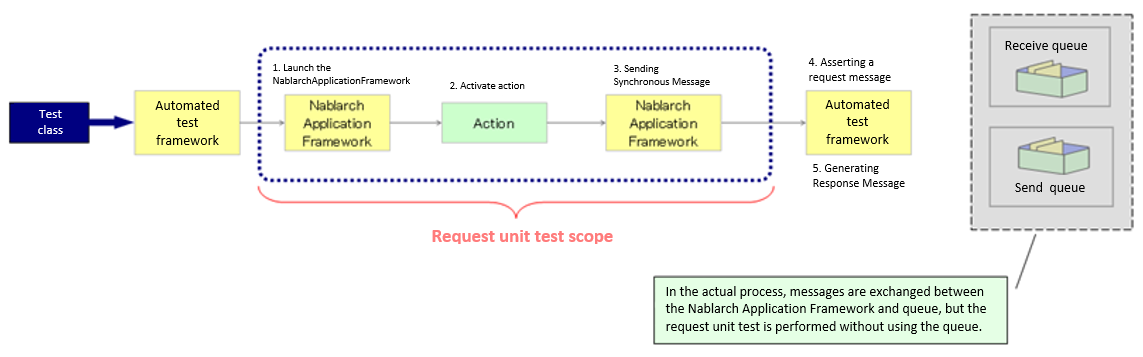 Test
class
Automated
test
framework
1. Launch the
NablarchApplicationFramework
Nablarch
Application
Framework
2. Activate action
Action
3. Sending
Synchronous Message
Nablarch
Application
Framework
4. Asserting a
request message
Automated
test
framework
5. Generating
Response Message
Request unit test scope
Receive queue
Send queue
In the actual process, messages are exchanged between
the Nablarch Application Framework and queue, but the
request unit test is performed without using the queue.